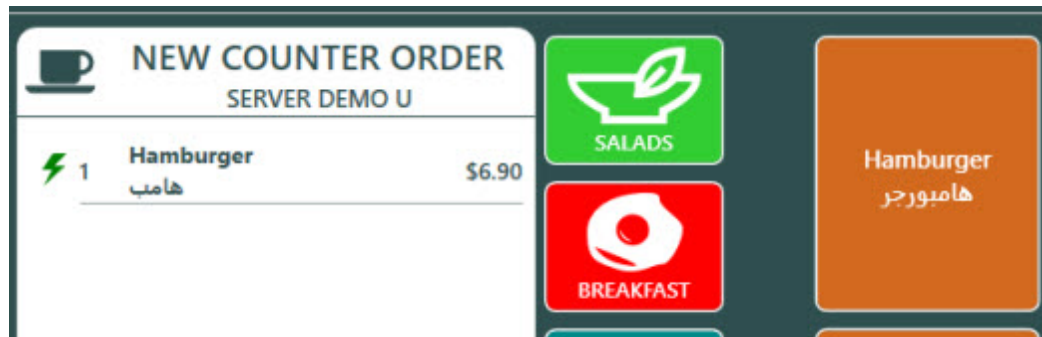 NEW COUNTER ORDER
SERVER DEMO U
1 Hamburger $6.90
هامب
SALADS
BREAKFAST
Hamburger
هامبورجر